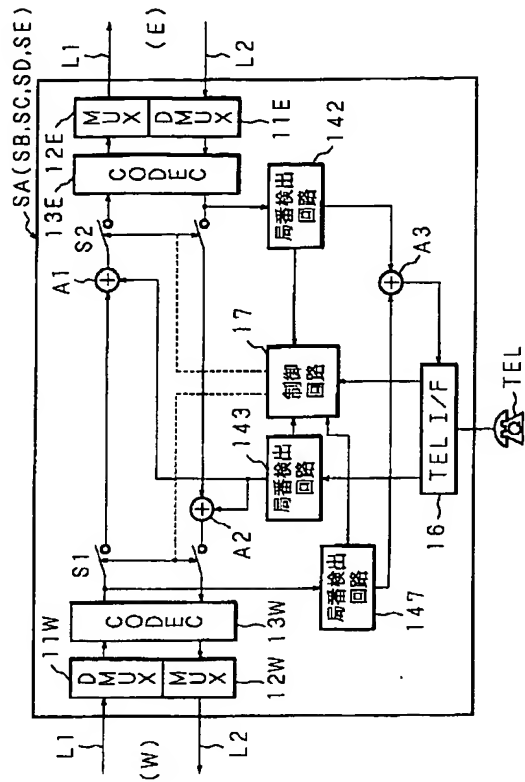 SA(SB,SC,SD,SE)
L1
(W)
L2
11W
DMUX
MUX
12W
CODEC
13W
S1
A2
A1
S2
13E
12E
CODEC
MUX
DMUX
11E
L1
(E)
L2
142
局番検出回路
17
制御回路
143
局番検出回路
147
局番検出回路
A3
16
TEL I/F
TEL